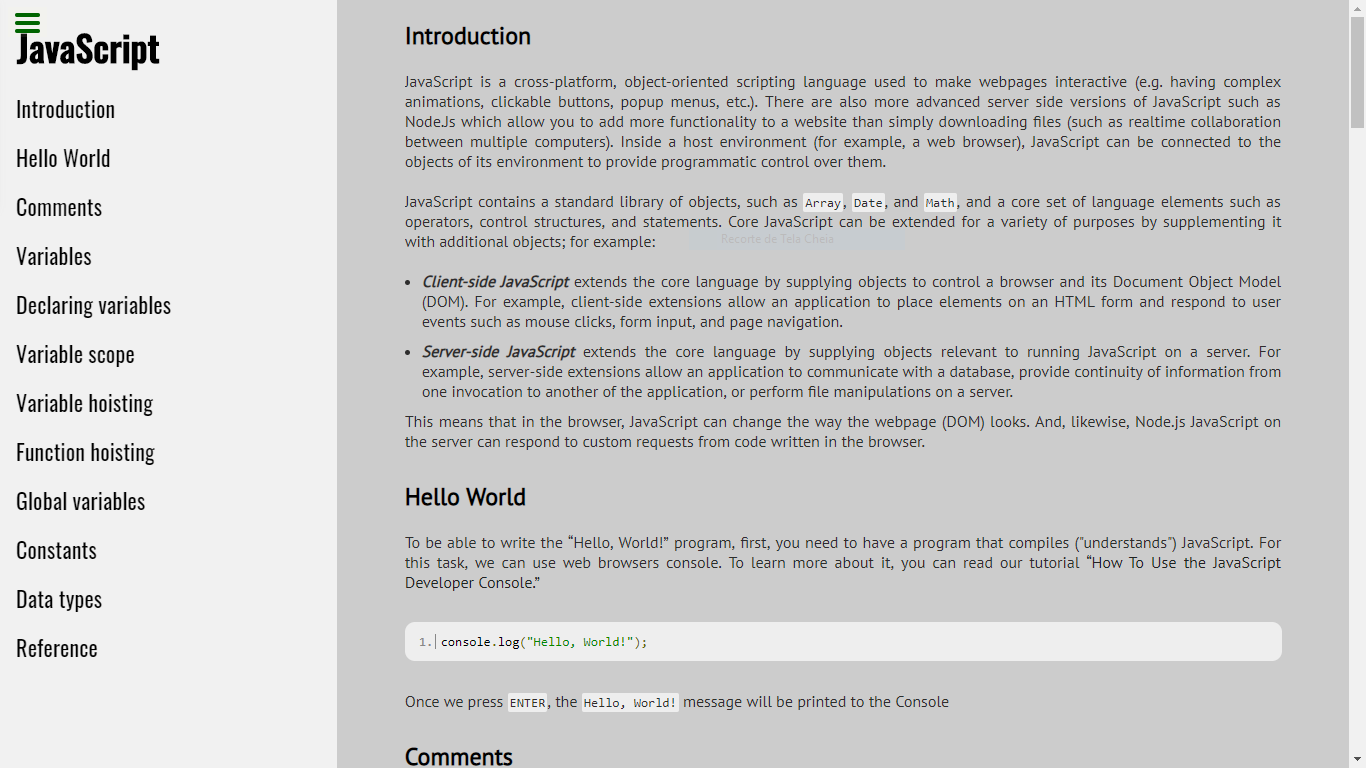 JavaScript
Introduction
Hello World
Comments
Variables
Declaring variables
Variable scope
Variable hoisting
Function hoisting
Global variables
Constants
Data types
Reference
Introduction
JavaScript is a cross-platform, object-oriented scripting language used to make webpages interactive (e.g. having complex
animations, clickable buttons, popup menus, etc.). There are also more advanced server side versions of JavaScript such as
Node.Js which allow you to add more functionality to a website than simply downloading files (such as realtime collaboration
between multiple computers). Inside a host environment (for example, a web browser), JavaScript can be connected to the
objects of its environment to provide programmatic control over them.
JavaScript contains a standard library of objects, such as Array, Date, and Math, and a core set of language elements such as
operators, control structures, and statements. Core JavaScript can be extended for a variety of purposes by supplementing it
with additional objects; for example:
Recorte de Tela Cheia
• Client-side JavaScript extends the core language by supplying objects to control a browser and its Document Object Model
(DOM). For example, client-side extensions allow an application to place elements on an HTML form and respond to user
events such as mouse clicks, form input, and page navigation.
• Server-side JavaScript extends the core language by supplying objects relevant to running JavaScript on a server. For
example, server-side extensions allow an application to communicate with a database, provide continuity of information from
one invocation to another of the application, or perform file manipulations on a server.
This means that in the browser, JavaScript can change the way the webpage (DOM) looks. And, likewise, Node.js JavaScript on
the server can respond to custom requests from code written in the browser.
Hello World
To be able to write the “Hello, World!” program, first, you need to have a program that compiles ("understands") JavaScript. For
this task, we can use web browsers console. To learn more about it, you can read our tutorial “How To Use the JavaScript
Developer Console.”
1. console.log("Hello, World!");
Once we press ENTER, the Hello, World! message will be printed to the Console
Comments